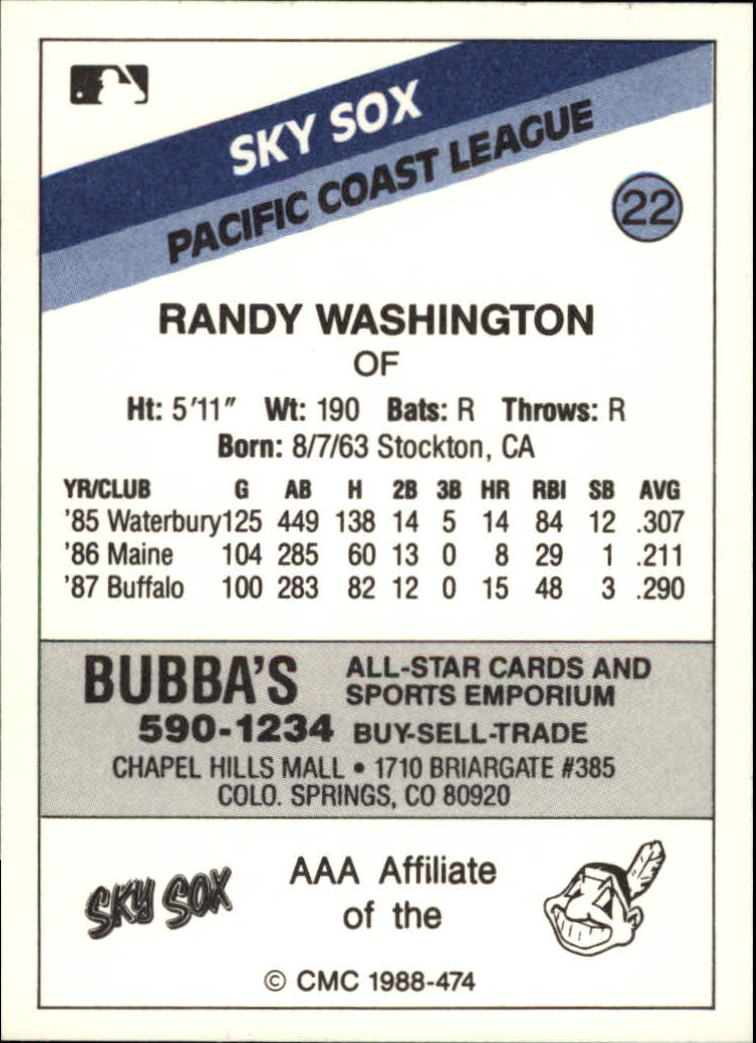 SKY SOX
PACIFIC COAST LEAGUE
22
RANDY WASHINGTON
OF
Ht: 5'11" Wt: 190 Bats: R Throws: R
Born: 8/7/63 Stockton, CA
YR/CLUB G AB H 2B 3B HR RBI SB AVG
'85 Waterbury 125 449 138 14 5 14 84 12 .307
'86 Maine 104 285 60 13 0 8 29 1 .211
'87 Buffalo 100 283 82 12 0 15 48 3 .290
BUBBA'S ALL-STAR CARDS AND
SPORTS EMPORIUM
590-1234 BUY-SELL-TRADE
CHAPEL HILLS MALL • 1710 BRIARGATE #385
COLO. SPRINGS, CO 80920
SKY SOX
AAA Affiliate
of the
© CMC 1988-474